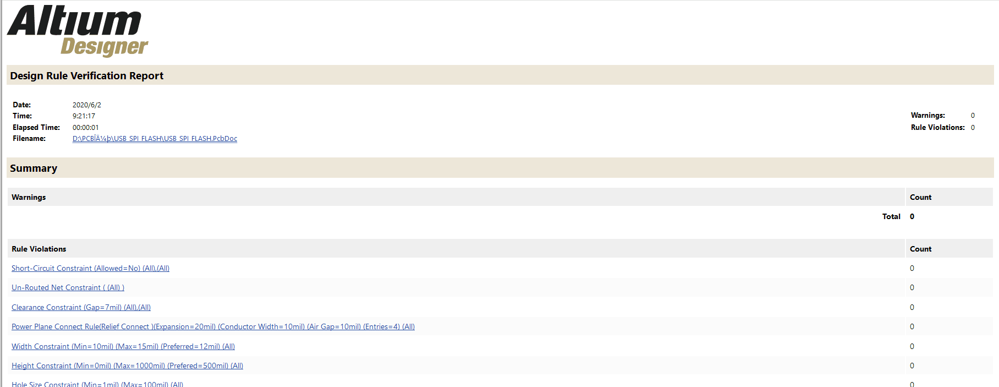 Altium
Designer
Design Rule Verification Report
Date: 2020/6/2
Time: 9:21:17
Elapsed Time: 00:00:01
Filename: D:\PCBÎÄ¼þ\USB_SPI_FLASH\USB_SPI_FLASH.PcbDoc
Warnings: 0
Rule Violations: 0
Summary
Warnings Count
Total 0
Rule Violations Count
Short-Circuit Constraint (Allowed=No) (All),(All) 0
Un-Routed Net Constraint ( (All) ) 0
Clearance Constraint (Gap=7mil) (All),(All) 0
Power Plane Connect Rule(Relief Connect )(Expansion=20mil) (Conductor Width=10mil) (Air Gap=10mil) (Entries=4) (All) 0
Width Constraint (Min=10mil) (Max=15mil) (Preferred=12mil) (All) 0
Height Constraint (Min=0mil) (Max=1000mil) (Prefered=500mil) (All) 0
Hole Size Constraint (Min=1mil) (Max=100mil) (All) 0